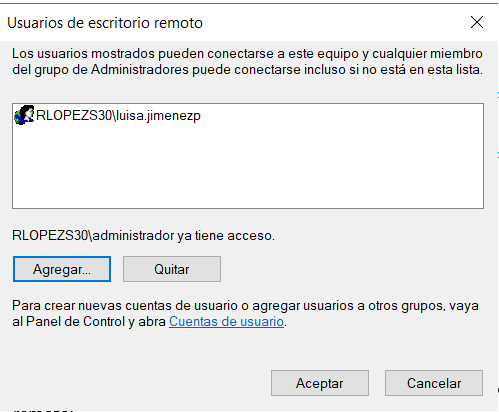 Usuarios de escritorio remoto
Los usuarios mostrados pueden conectarse a este equipo y cualquier miembro
del grupo de Administradores puede conectarse incluso si no está en esta lista.
RLOPEZS30\luisa.jimenezp
RLOPEZS30\administrador ya tiene acceso.
Agregar... Quitar
Para crear nuevas cuentas de usuario o agregar usuarios a otros grupos, vaya
al Panel de Control y abra Cuentas de usuario.
Aceptar Cancelar